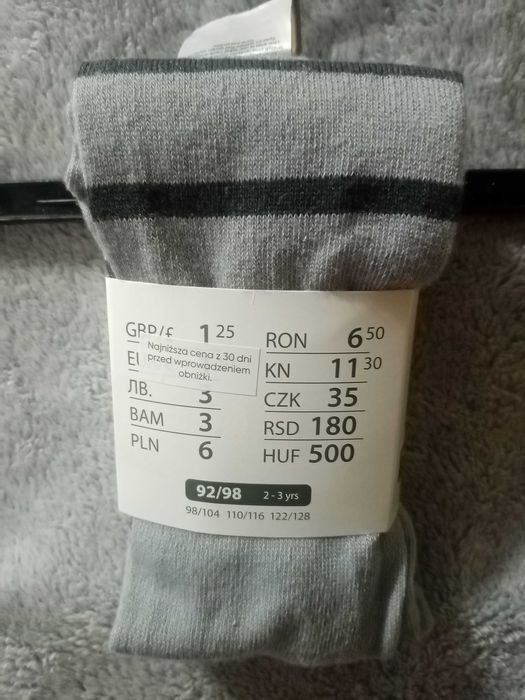 GBP/£ 1 25
Najniższa cena z 30 dni
przed wprowadzeniem
obniżki.
ЛВ. 3
BAM 3
PLN 6
RON 6 50
KN 11 30
CZK 35
RSD 180
HUF 500
92/98 2 - 3 yrs
98/104 110/116 122/128